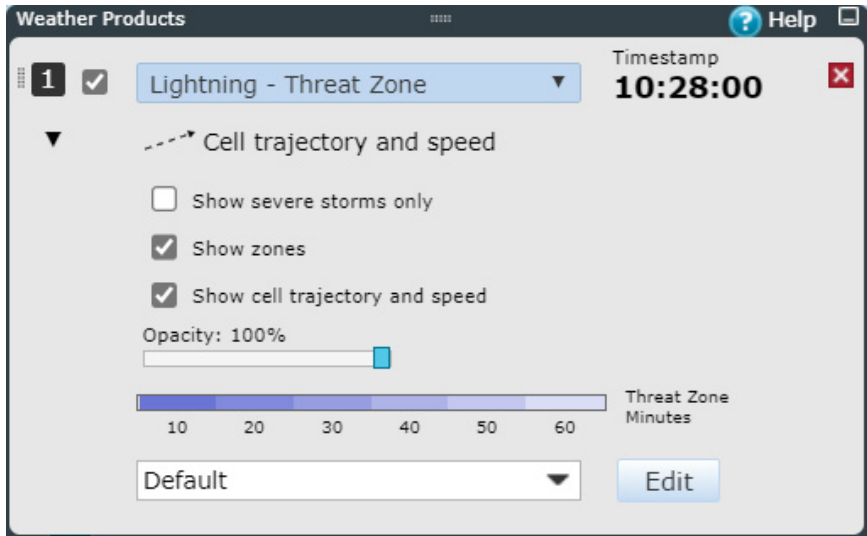 Weather Products
Help
1
Lightning - Threat Zone
Timestamp
10:28:00
Cell trajectory and speed
Show severe storms only
Show zones
Show cell trajectory and speed
Opacity: 100%
10 20 30 40 50 60
Threat Zone
Minutes
Default
Edit